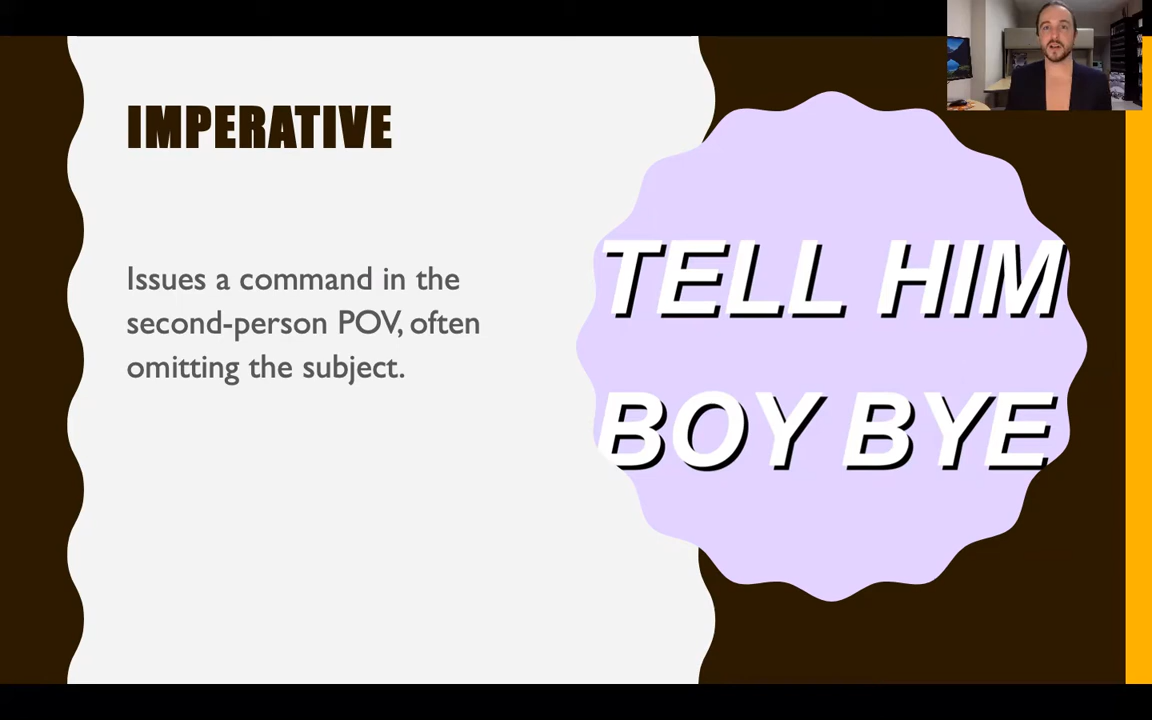 IMPERATIVE
Issues a command in the
second-person POV, often
omitting the subject.
TELL HIM
BOY BYE